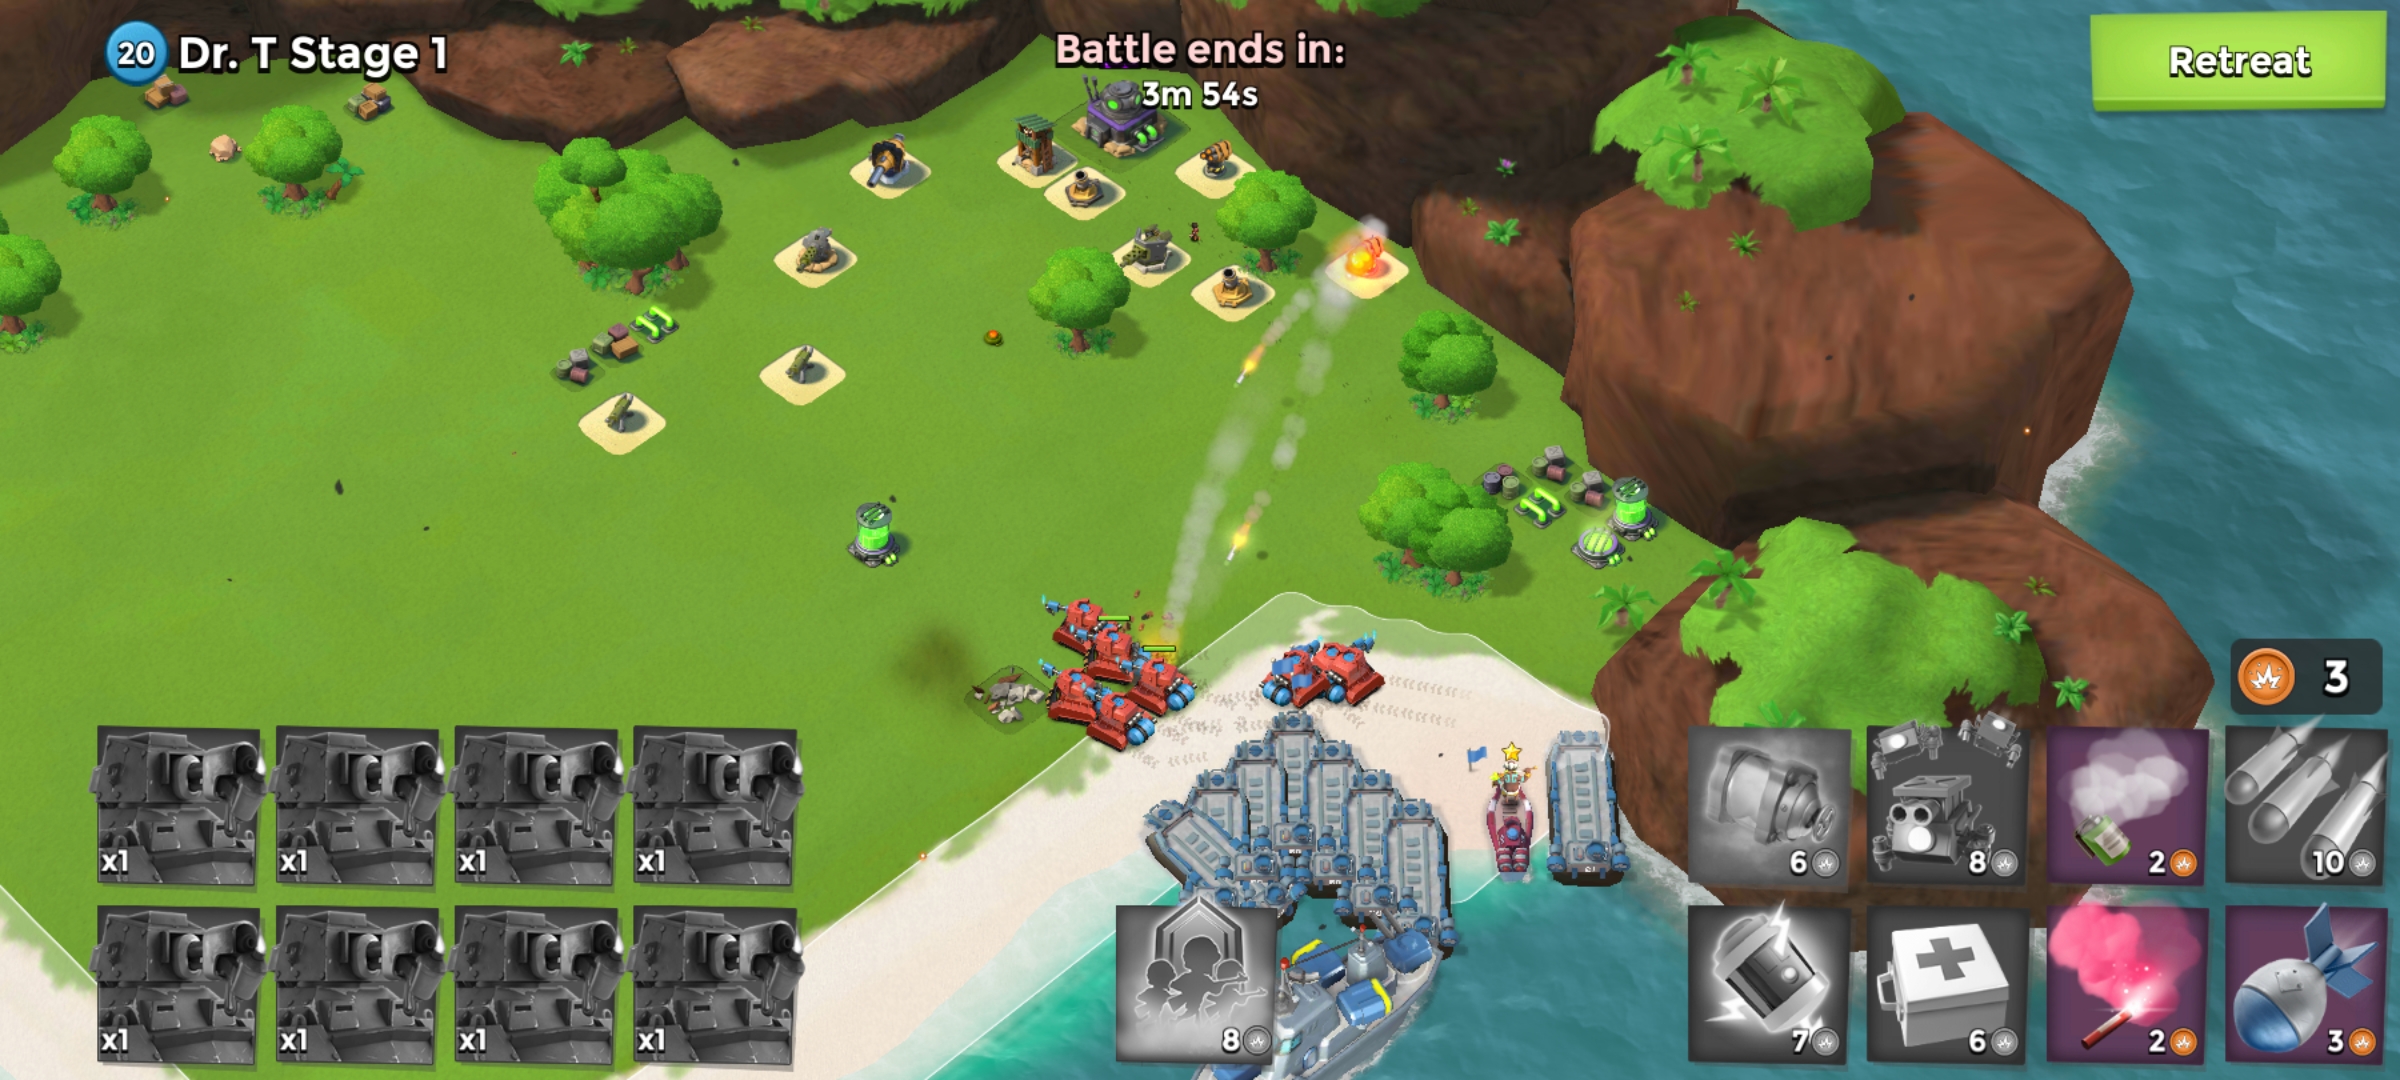 20 Dr. T Stage 1
Battle ends in:
3m 54s
Retreat
3
x1 x1 x1 x1
6 8 2 10
x1 x1 x1 x1
8
7 6 2 3